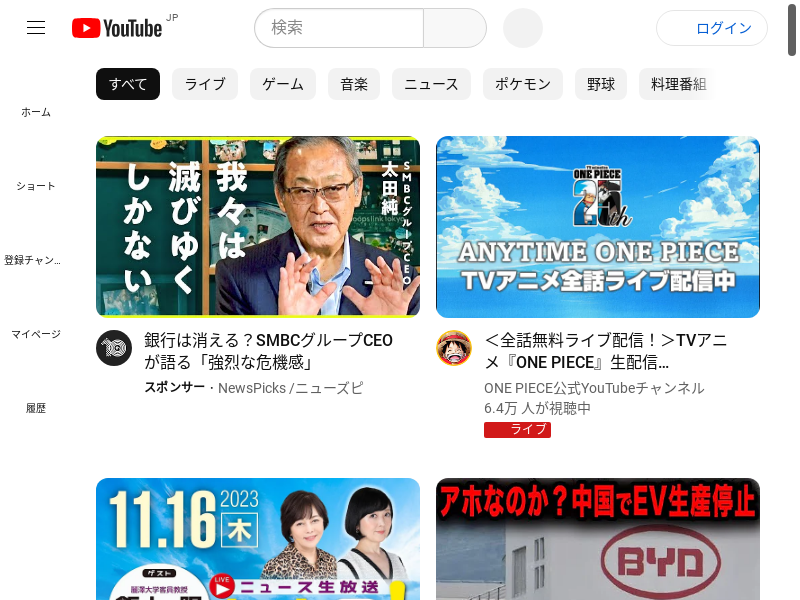 YouTube JP
検索
ログイン
すべて
ライブ
ゲーム
音楽
ニュース
ポケモン
野球
料理番組
ホーム
ショート
登録チャン…
マイページ
履歴
我々は
滅びゆく
しかない
SMBCグループCEO
太田純
銀行は消える？SMBCグループCEO
が語る「強烈な危機感」
スポンサー・NewsPicks /ニューズピ
ONE PIECE
25th
ANYTIME ONE PIECE
TVアニメ全話ライブ配信中
＜全話無料ライブ配信！＞TVアニ
メ『ONE PIECE』生配信…
ONE PIECE公式YouTubeチャンネル
6.4万 人が視聴中
ライブ
11.16 2023
木
ゲスト
麗澤大学客員教授
LIVE
ニュース生放送
アホなのか？中国でEV生産停止
BYD